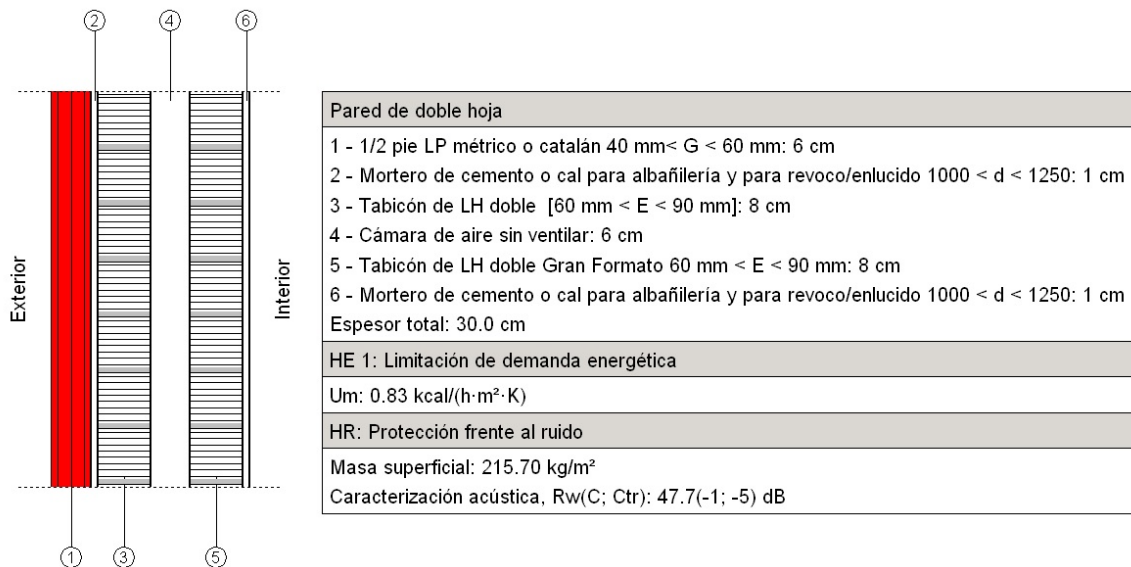 2
4
6
Exterior
Interior
1
3
5
Pared de doble hoja
1 - 1/2 pie LP métrico o catalán 40 mm< G < 60 mm: 6 cm
2 - Mortero de cemento o cal para albañilería y para revoco/enlucido 1000 < d < 1250: 1 cm
3 - Tabicón de LH doble [60 mm < E < 90 mm]: 8 cm
4 - Cámara de aire sin ventilar: 6 cm
5 - Tabicón de LH doble Gran Formato 60 mm < E < 90 mm: 8 cm
6 - Mortero de cemento o cal para albañilería y para revoco/enlucido 1000 < d < 1250: 1 cm
Espesor total: 30.0 cm
HE 1: Limitación de demanda energética
Um: 0.83 kcal/(h·m²·K)
HR: Protección frente al ruido
Masa superficial: 215.70 kg/m²
Caracterización acústica, Rw(C; Ctr): 47.7(-1; -5) dB